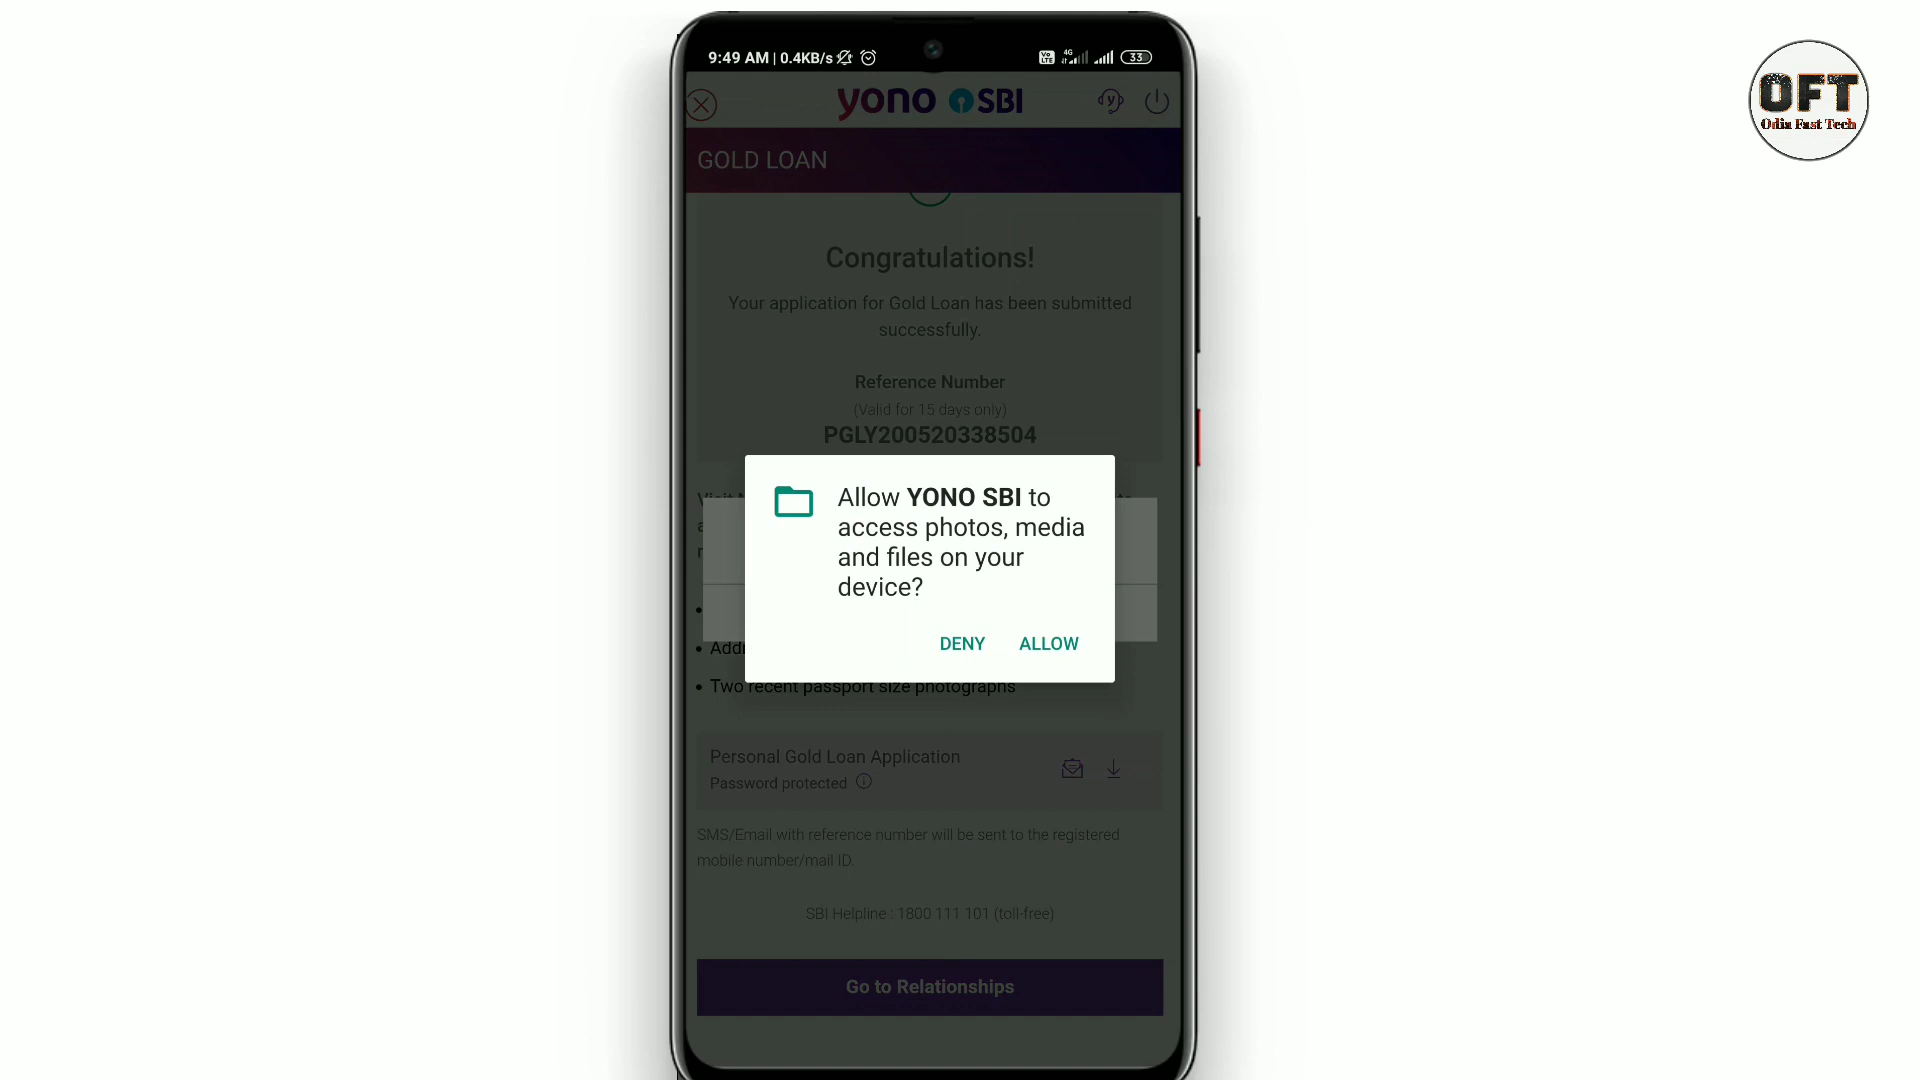 9:49 AM | 0.4KB/s
Vo
LTE
4G
33
yono SBI
y
OFT
Odia Fast Tech
GOLD LOAN
Congratulations!
Your application for Gold Loan has been submitted
successfully.
Reference Number
(Valid for 15 days only)
PGLY200520338504
Allow YONO SBI to
access photos, media
and files on your
device?
DENY ALLOW
Two recent passport size photographs
Personal Gold Loan Application
Password protected
SMS/Email with reference number will be sent to the registered
mobile number/mail ID.
SBI Helpline : 1800 111 101 (toll-free)
Go to Relationships